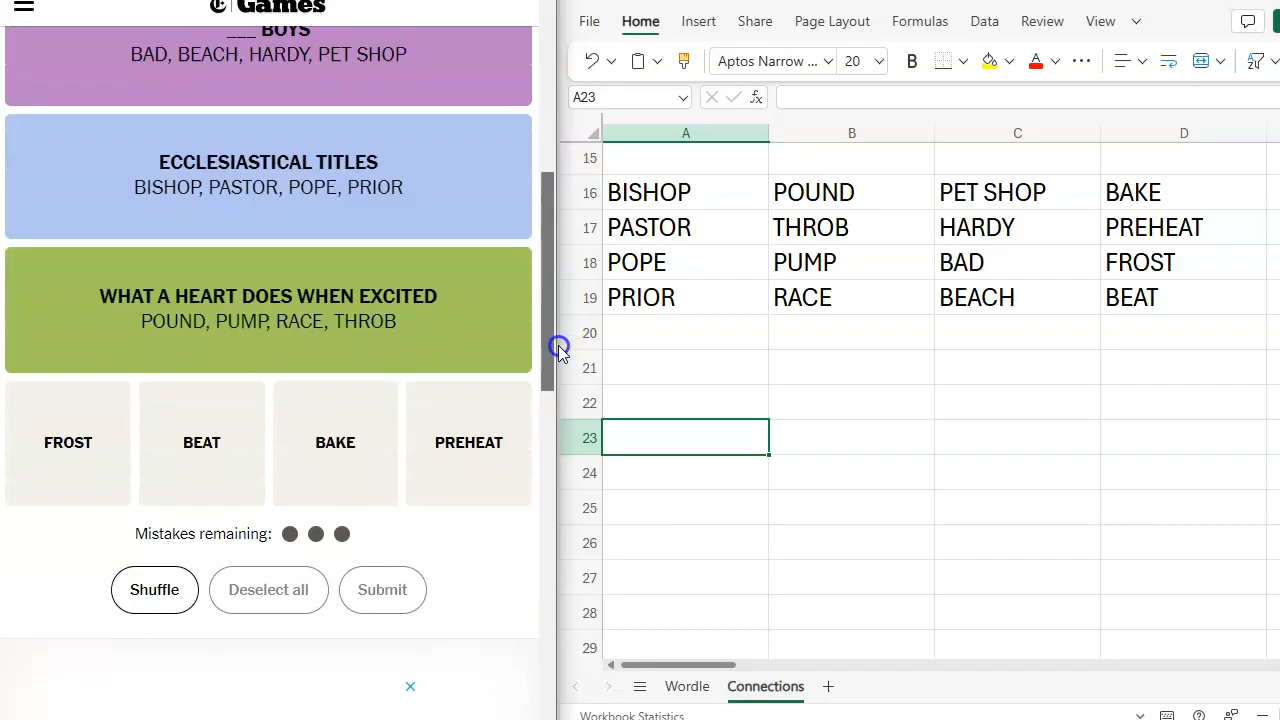 Games
___ BOYS
BAD, BEACH, HARDY, PET SHOP
ECCLESIASTICAL TITLES
BISHOP, PASTOR, POPE, PRIOR
WHAT A HEART DOES WHEN EXCITED
POUND, PUMP, RACE, THROB
FROST BEAT BAKE PREHEAT
Mistakes remaining:
Shuffle Deselect all Submit
File Home Insert Share Page Layout Formulas Data Review View
Aptos Narrow ... 20 B A
A23 fx
A B C D
15
16 BISHOP POUND PET SHOP BAKE
17 PASTOR THROB HARDY PREHEAT
18 POPE PUMP BAD FROST
19 PRIOR RACE BEACH BEAT
20
21
22
23
24
25
26
27
28
29
Wordle Connections
Workbook Statistics